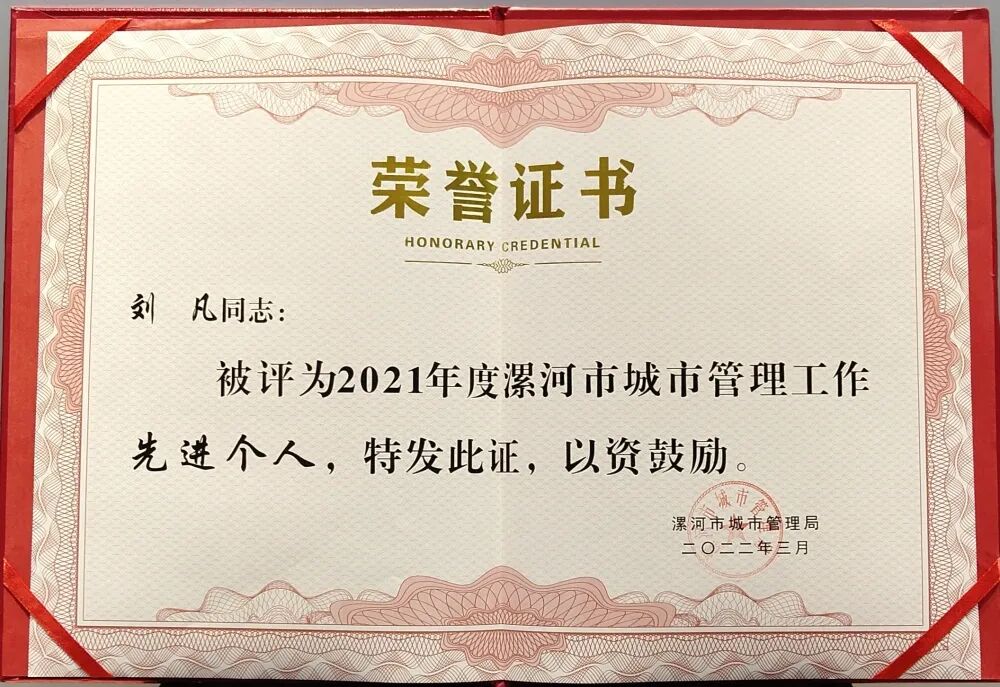 荣誉证书
HONORARY CREDENTIAL
刘 凡同志：
被评为2021年度漯河市城市管理工作
先进个人，特发此证，以资鼓励。
漯河市城市管理局
二〇二二年三月